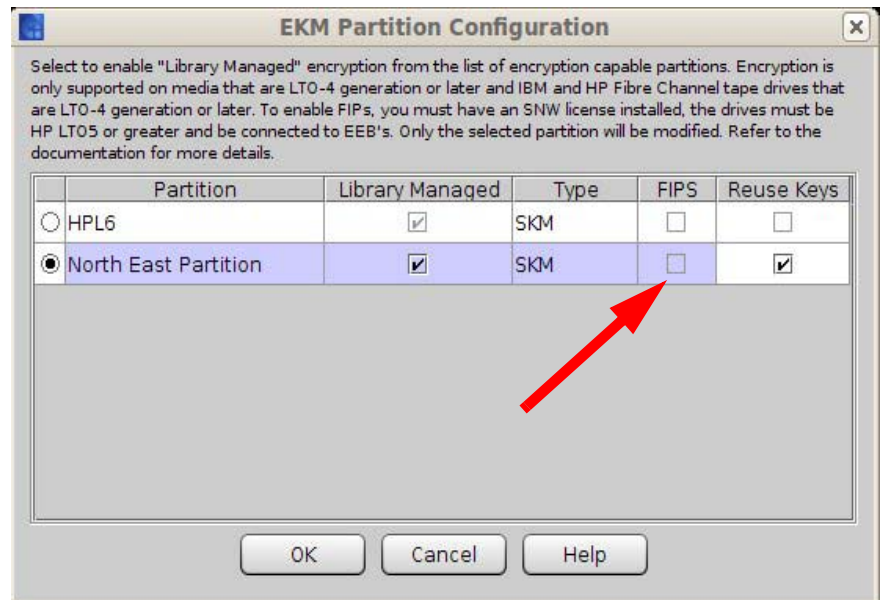 EKM Partition Configuration
Select to enable "Library Managed" encryption from the list of encryption capable partitions. Encryption is
only supported on media that are LTO-4 generation or later and IBM and HP Fibre Channel tape drives that
are LTO-4 generation or later. To enable FIPs, you must have an SNW license installed, the drives must be
HP LTO5 or greater and be connected to EEB's. Only the selected partition will be modified. Refer to the
documentation for more details.
Partition Library Managed Type FIPS Reuse Keys
HPL6 SKM
North East Partition SKM
OK Cancel Help